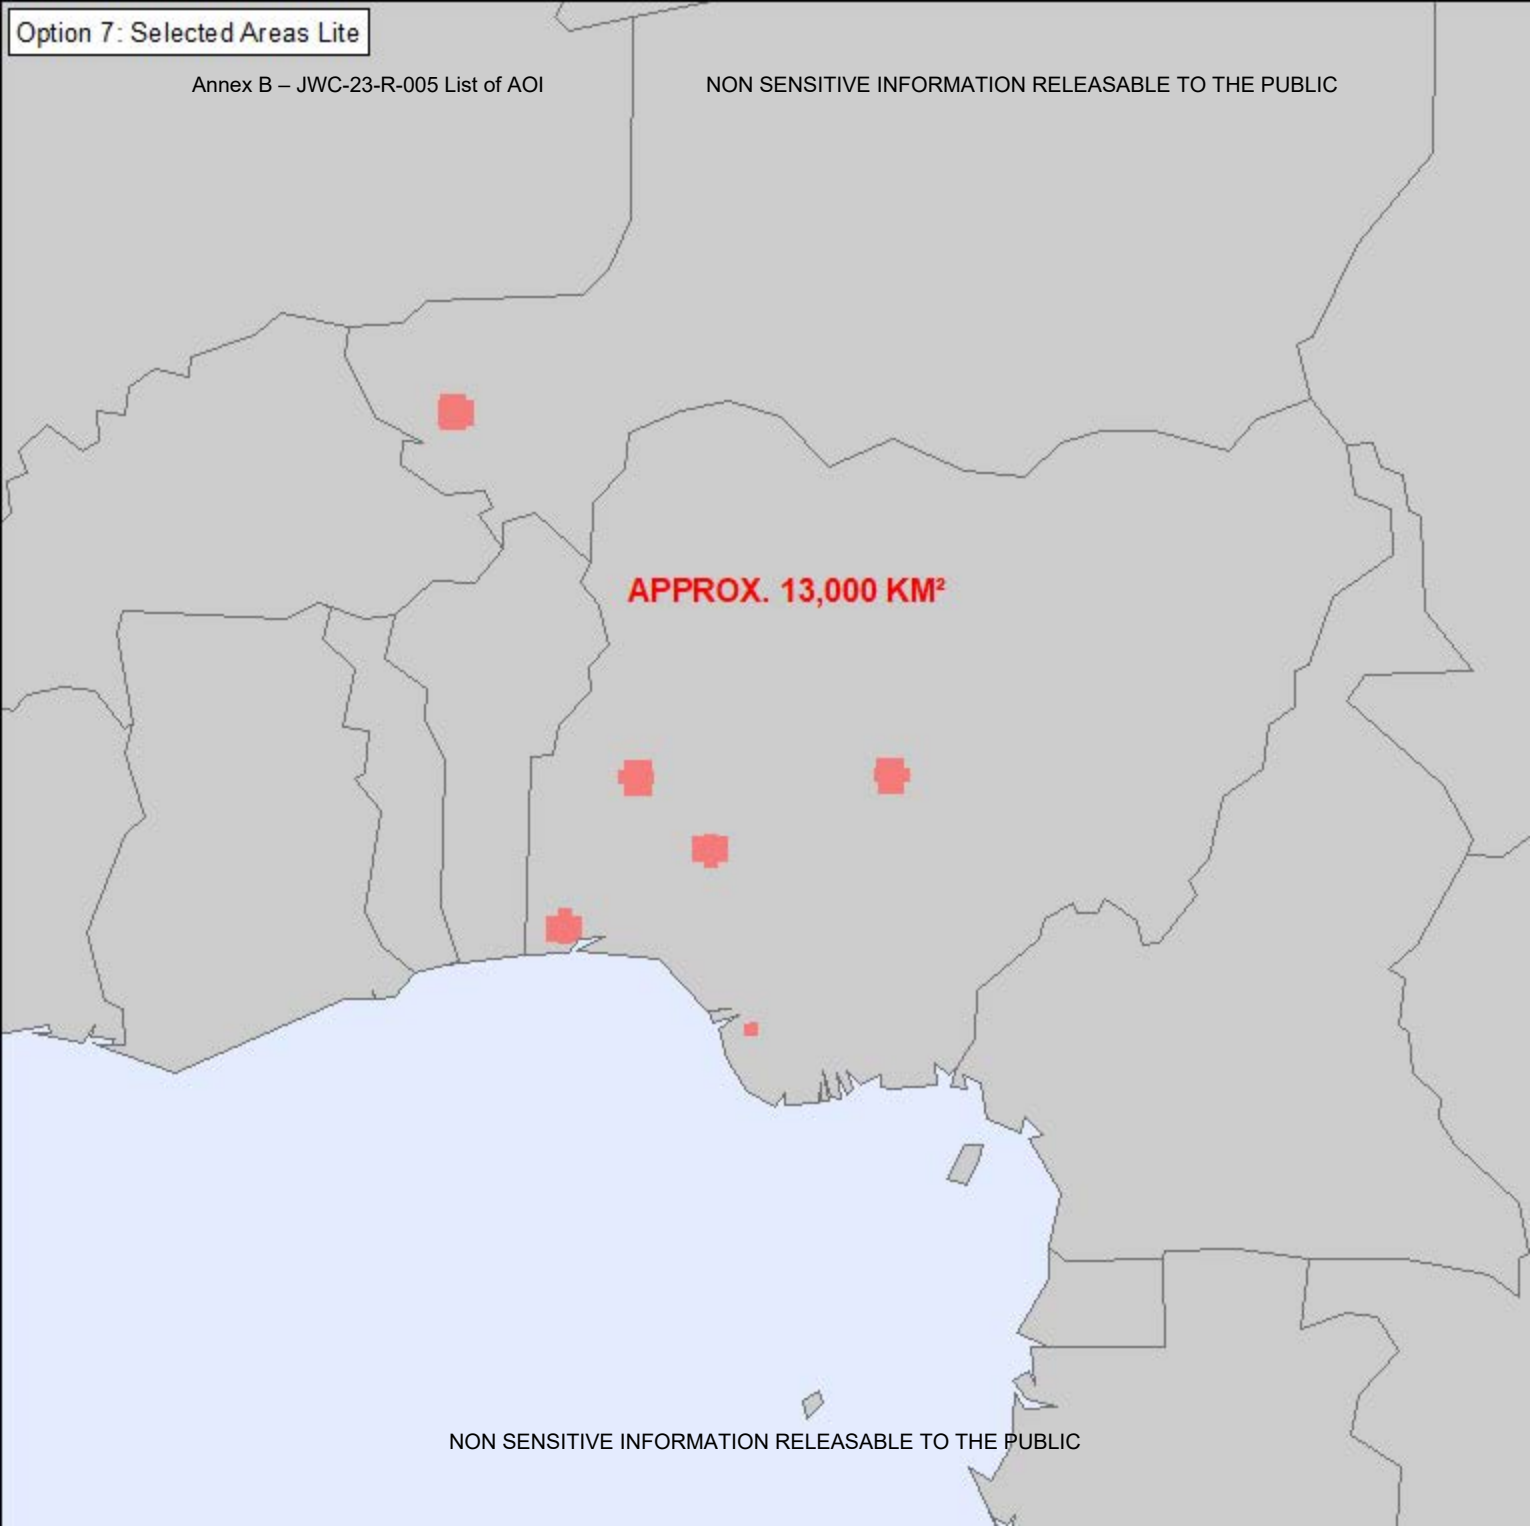 Option 7: Selected Areas Lite
Annex B – JWC-23-R-005 List of AOI
NON SENSITIVE INFORMATION RELEASABLE TO THE PUBLIC
APPROX. 13,000 KM²
NON SENSITIVE INFORMATION RELEASABLE TO THE PUBLIC